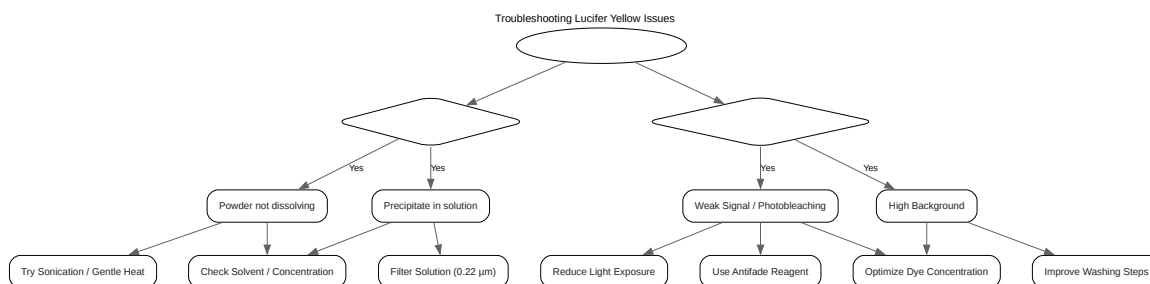 Troubleshooting Lucifer Yellow Issues
Yes
Yes
Yes
Yes
Powder not dissolving
Precipitate in solution
Weak Signal / Photobleaching
High Background
Try Sonication / Gentle Heat
Check Solvent / Concentration
Filter Solution (0.22 µm)
Reduce Light Exposure
Use Antifade Reagent
Optimize Dye Concentration
Improve Washing Steps